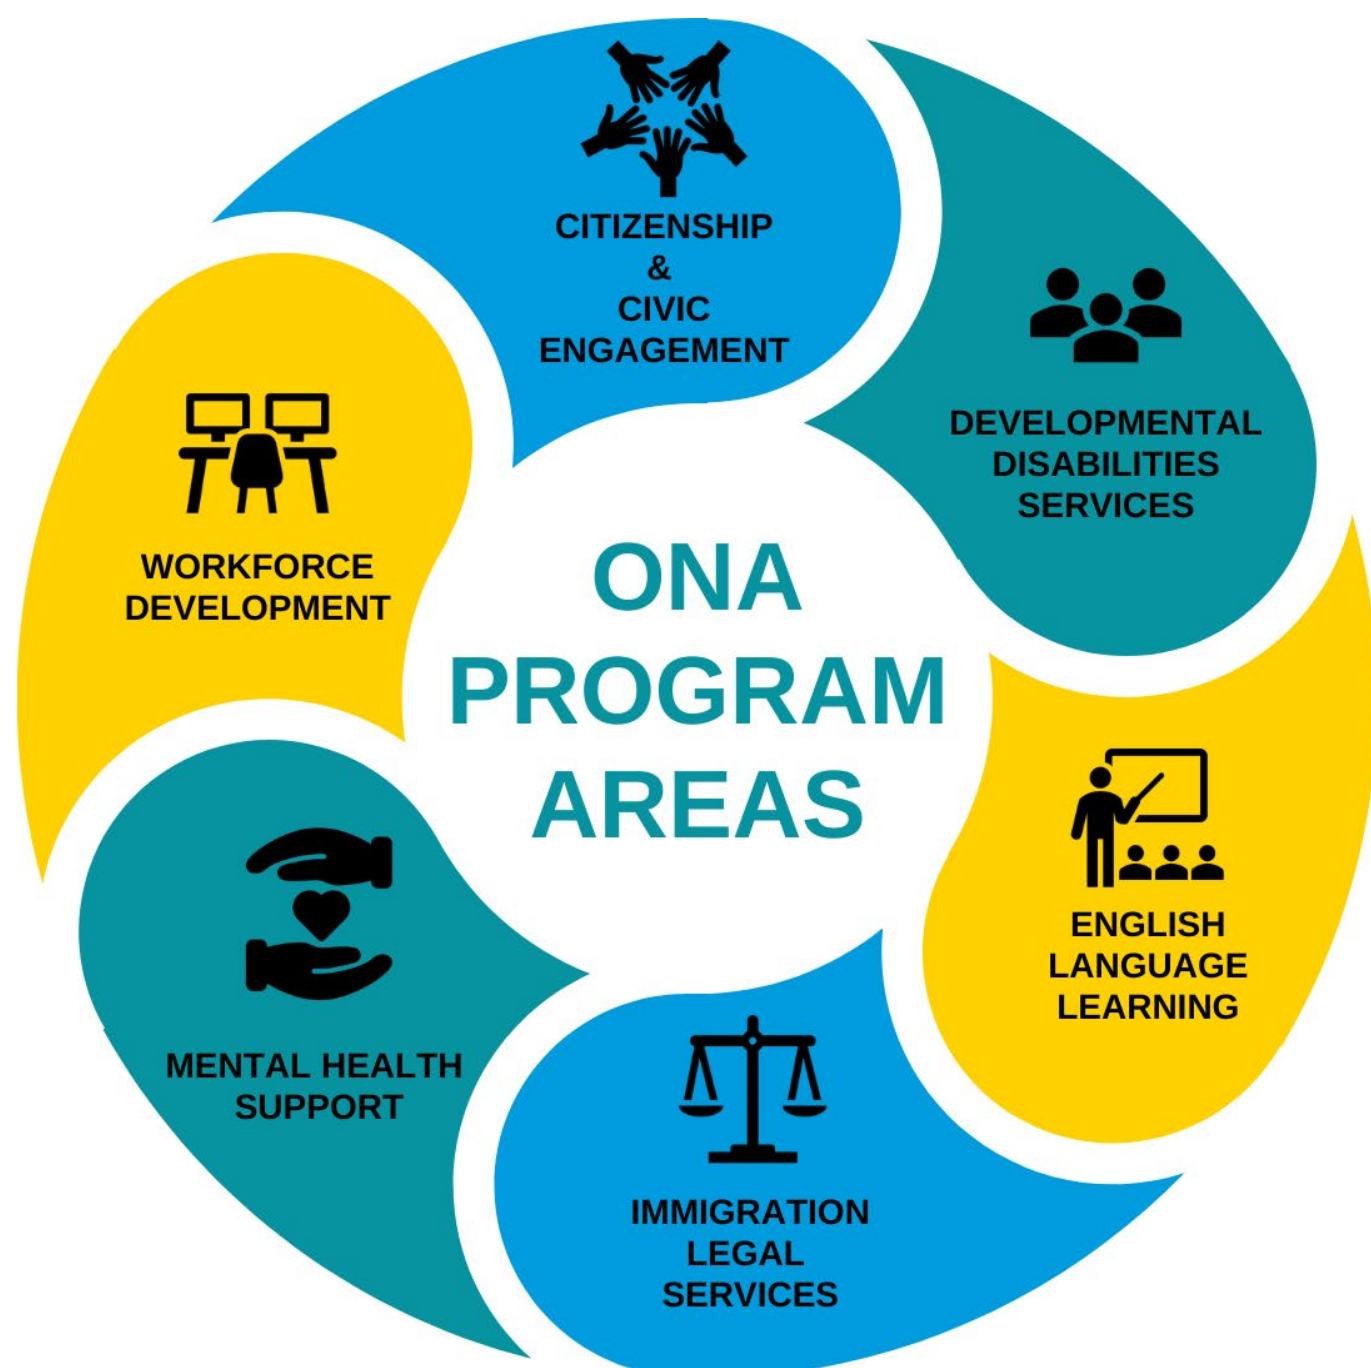 CITIZENSHIP
&
CIVIC
ENGAGEMENT
DEVELOPMENTAL
DISABILITIES
SERVICES
WORKFORCE
DEVELOPMENT
ONA
PROGRAM
AREAS
ENGLISH
LANGUAGE
LEARNING
MENTAL HEALTH
SUPPORT
IMMIGRATION
LEGAL
SERVICES